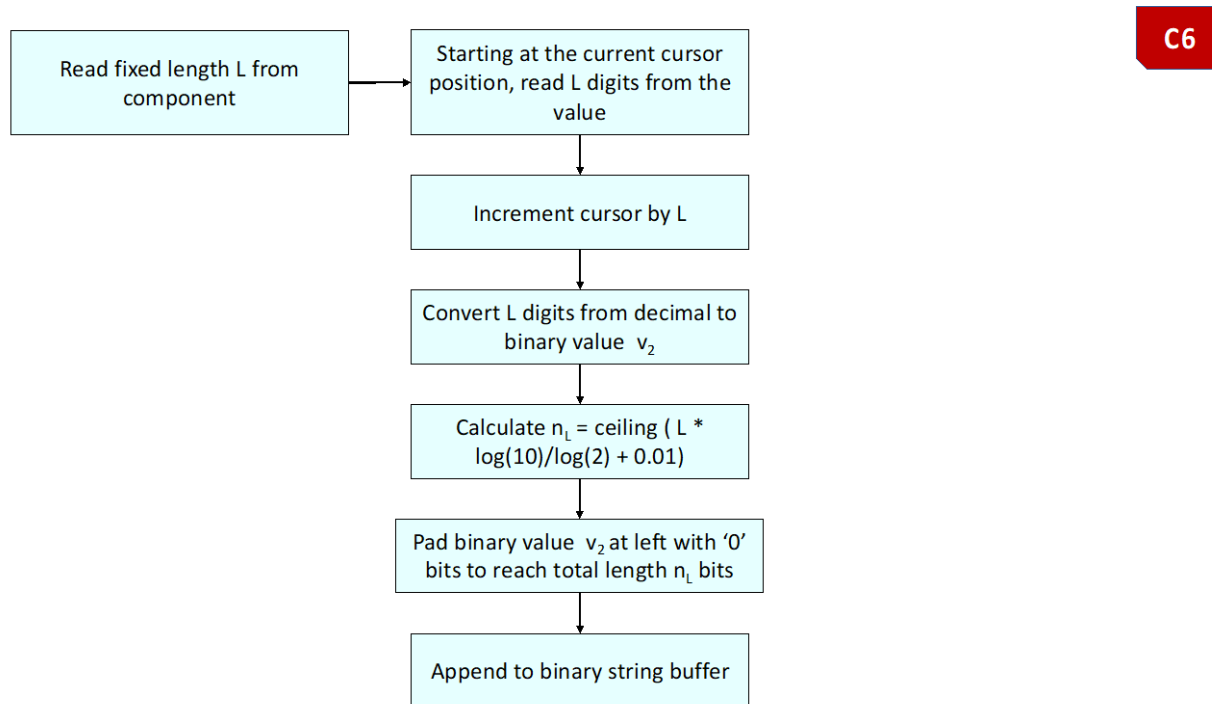 C6
Read fixed length L from
component
Starting at the current cursor
position, read L digits from the
value
Increment cursor by L
Convert L digits from decimal to
binary value v₂
Calculate n_L = ceiling ( L *
log(10)/log(2) + 0.01)
Pad binary value v₂ at left with ‘0’
bits to reach total length n_L bits
Append to binary string buffer